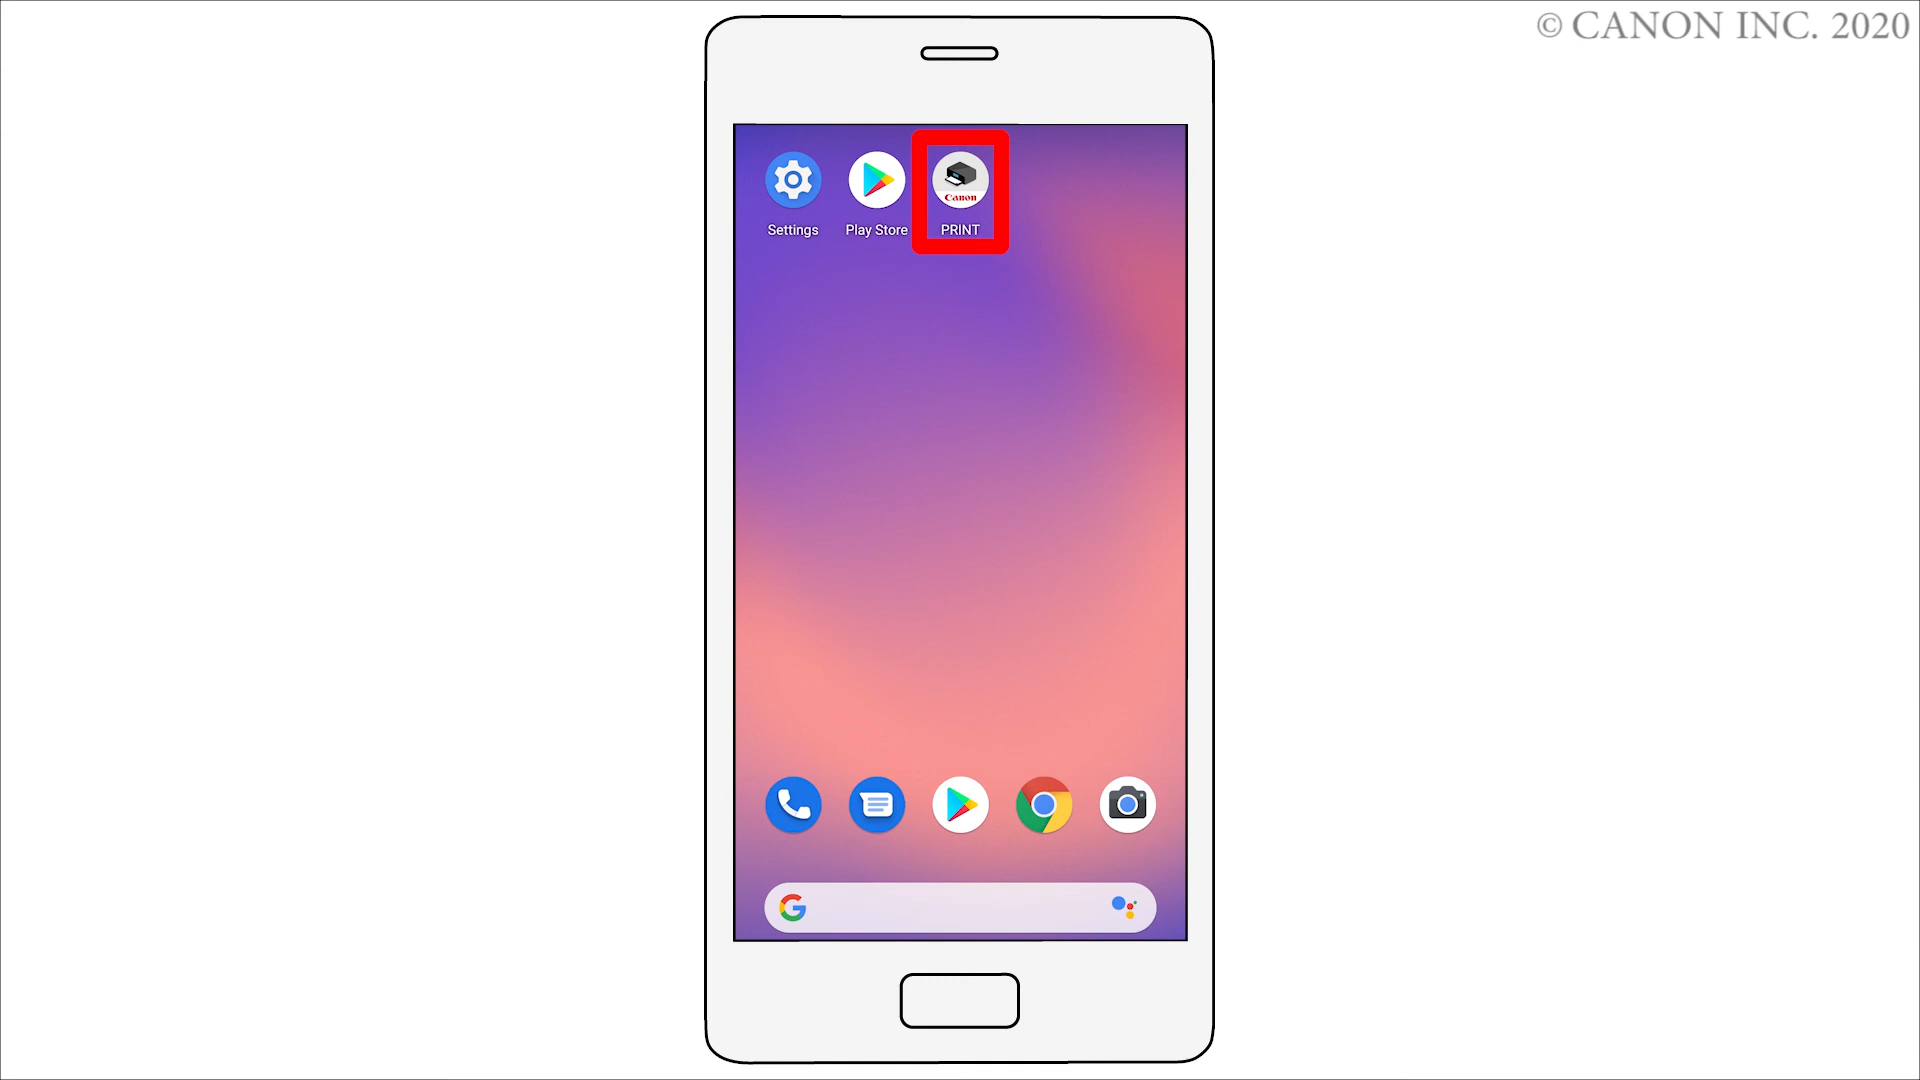 © CANON INC. 2020
Canon
Settings
Play Store
PRINT